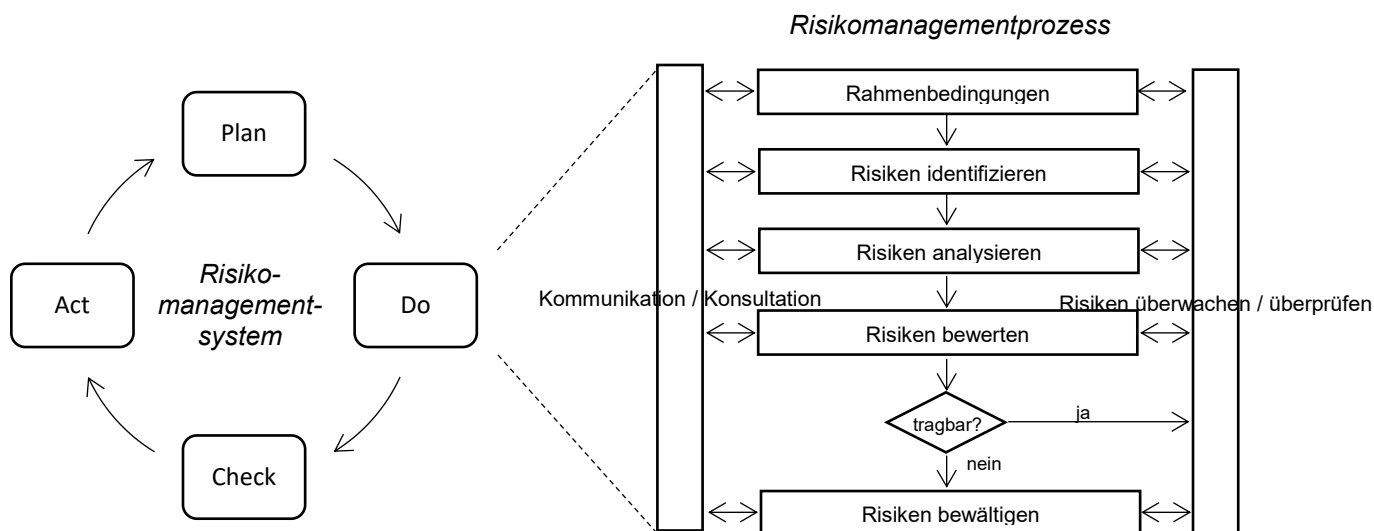 Risikomanagementprozess
Plan
Act
Risiko-
management-
system
Do
Check
Rahmenbedingungen
Risiken identifizieren
Risiken analysieren
Kommunikation / Konsultation
Risiken überwachen / überprüfen
Risiken bewerten
tragbar?
ja
nein
Risiken bewältigen